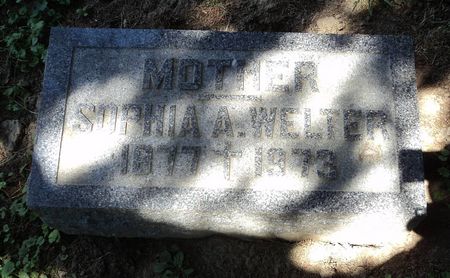 MOTHER
SOPHIA A. WELTER
1877 † 1973